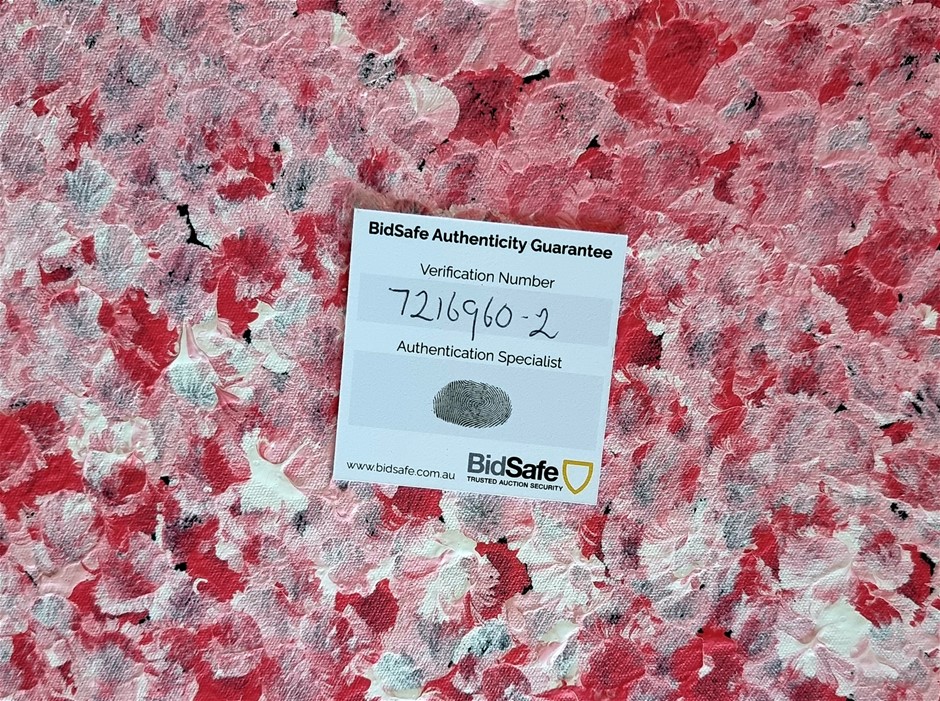 BidSafe Authenticity Guarantee
Verification Number
7216960-2
Authentication Specialist
www.bidsafe.com.au
BidSafe
TRUSTED AUCTION SECURITY